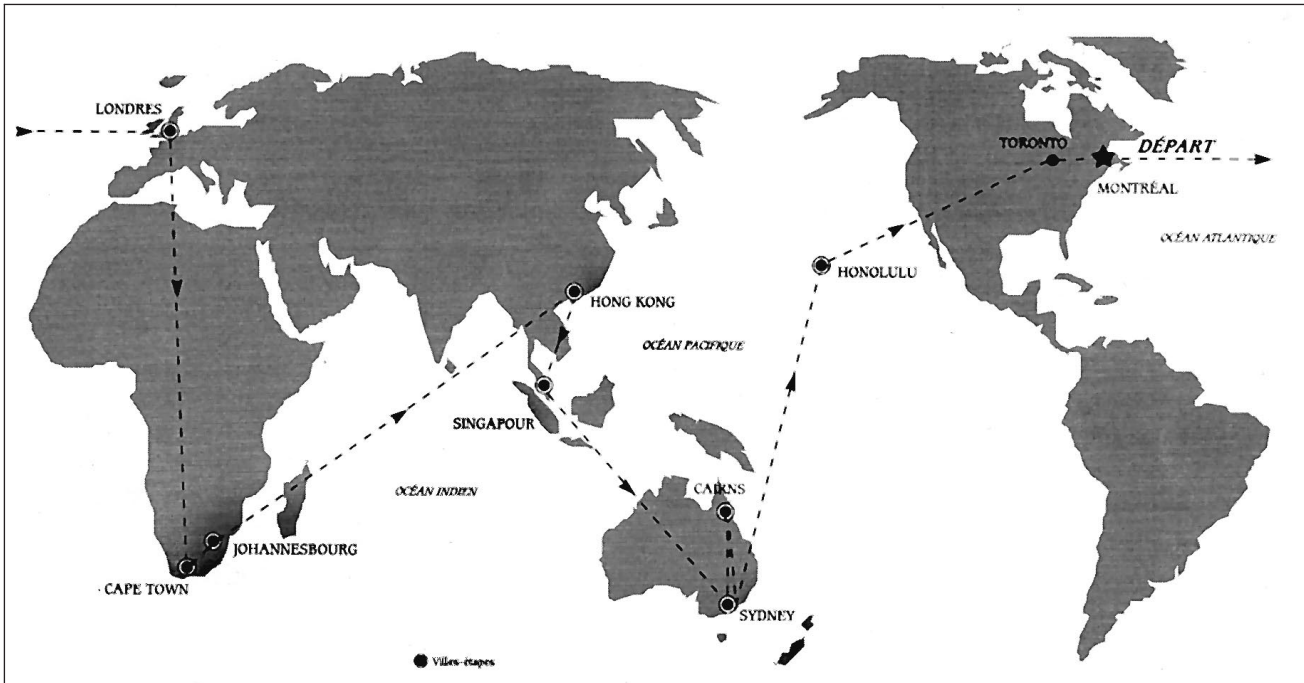 LONDRES
TORONTO
DÉPART
MONTRÉAL
OCÉAN ATLANTIQUE
HONOLULU
HONG KONG
OCÉAN PACIFIQUE
SINGAPOUR
OCÉAN INDIEN
CAIRNS
JOHANNESBOURG
CAPE TOWN
SYDNEY
Villes-étapes